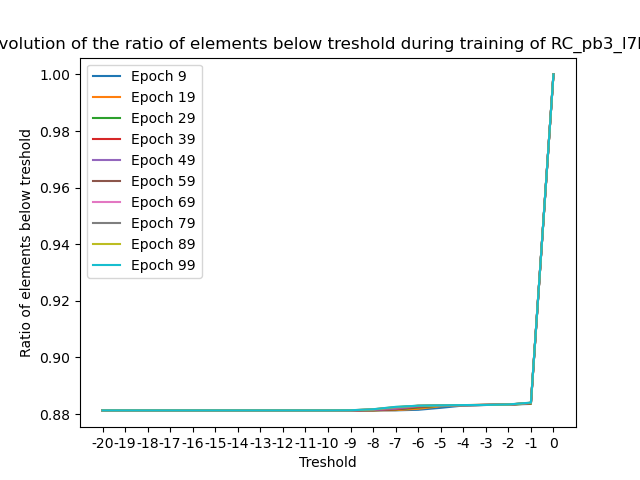 volution of the ratio of elements below treshold during training of RC_pb3_l7l
1.00
0.98
0.96
0.94
0.92
0.90
0.88
Ratio of elements below treshold
Epoch 9
Epoch 19
Epoch 29
Epoch 39
Epoch 49
Epoch 59
Epoch 69
Epoch 79
Epoch 89
Epoch 99
-20 -19 -18 -17 -16 -15 -14 -13 -12 -11 -10 -9 -8 -7 -6 -5 -4 -3 -2 -1 0
Treshold